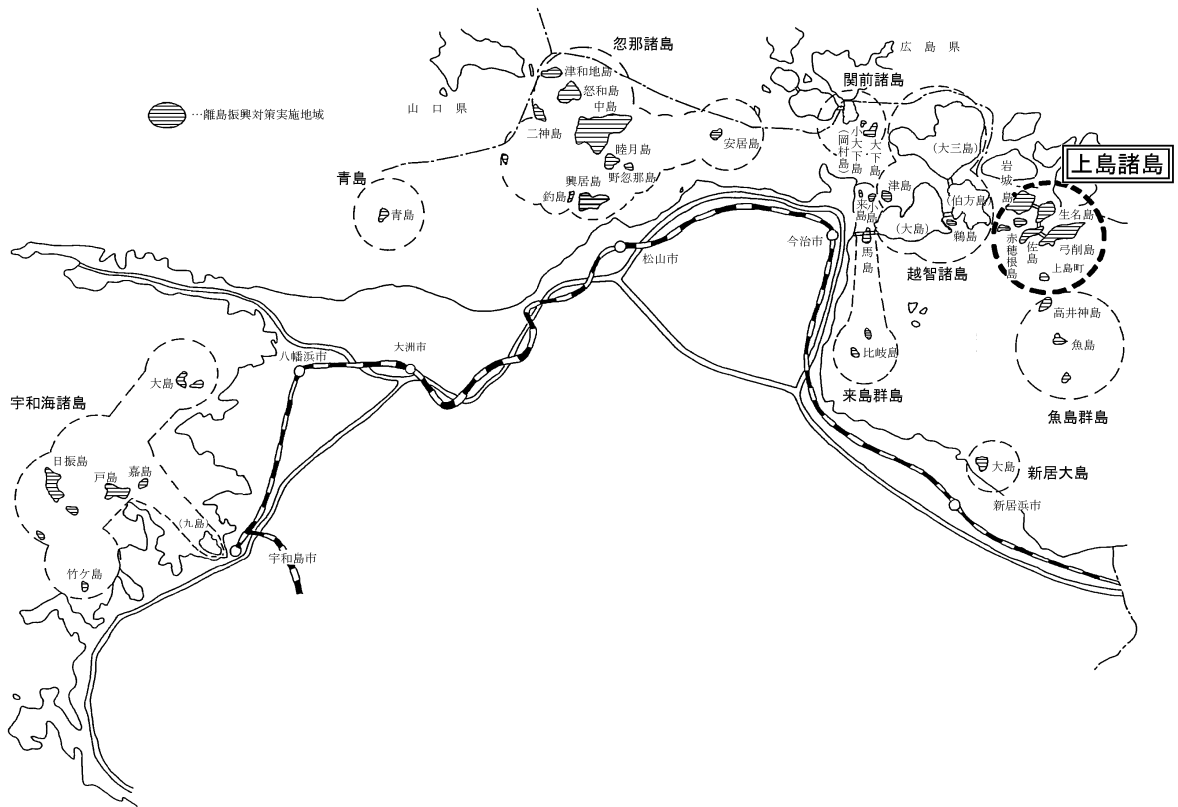 忽那諸島
津和地島
怒和島
中島
二神島
睦月島
野忽那島
興居島
釣島
安居島
山口県
広島県
…離島振興対策実施地域
青島
青島
関前諸島
小大下島
(岡村島)
大下島
(大三島)
岩城島
上島諸島
生名島
弓削島
佐島
赤穂根島
上島町
(伯方島)
津島
来島
小島
(大島)
鵜島
馬島
越智諸島
今治市
松山市
高井神島
魚島
魚島群島
比岐島
来島群島
大洲市
八幡浜市
大島
宇和海諸島
日振島
戸島
嘉島
(九島)
竹ケ島
宇和島市
大島
新居大島
新居浜市